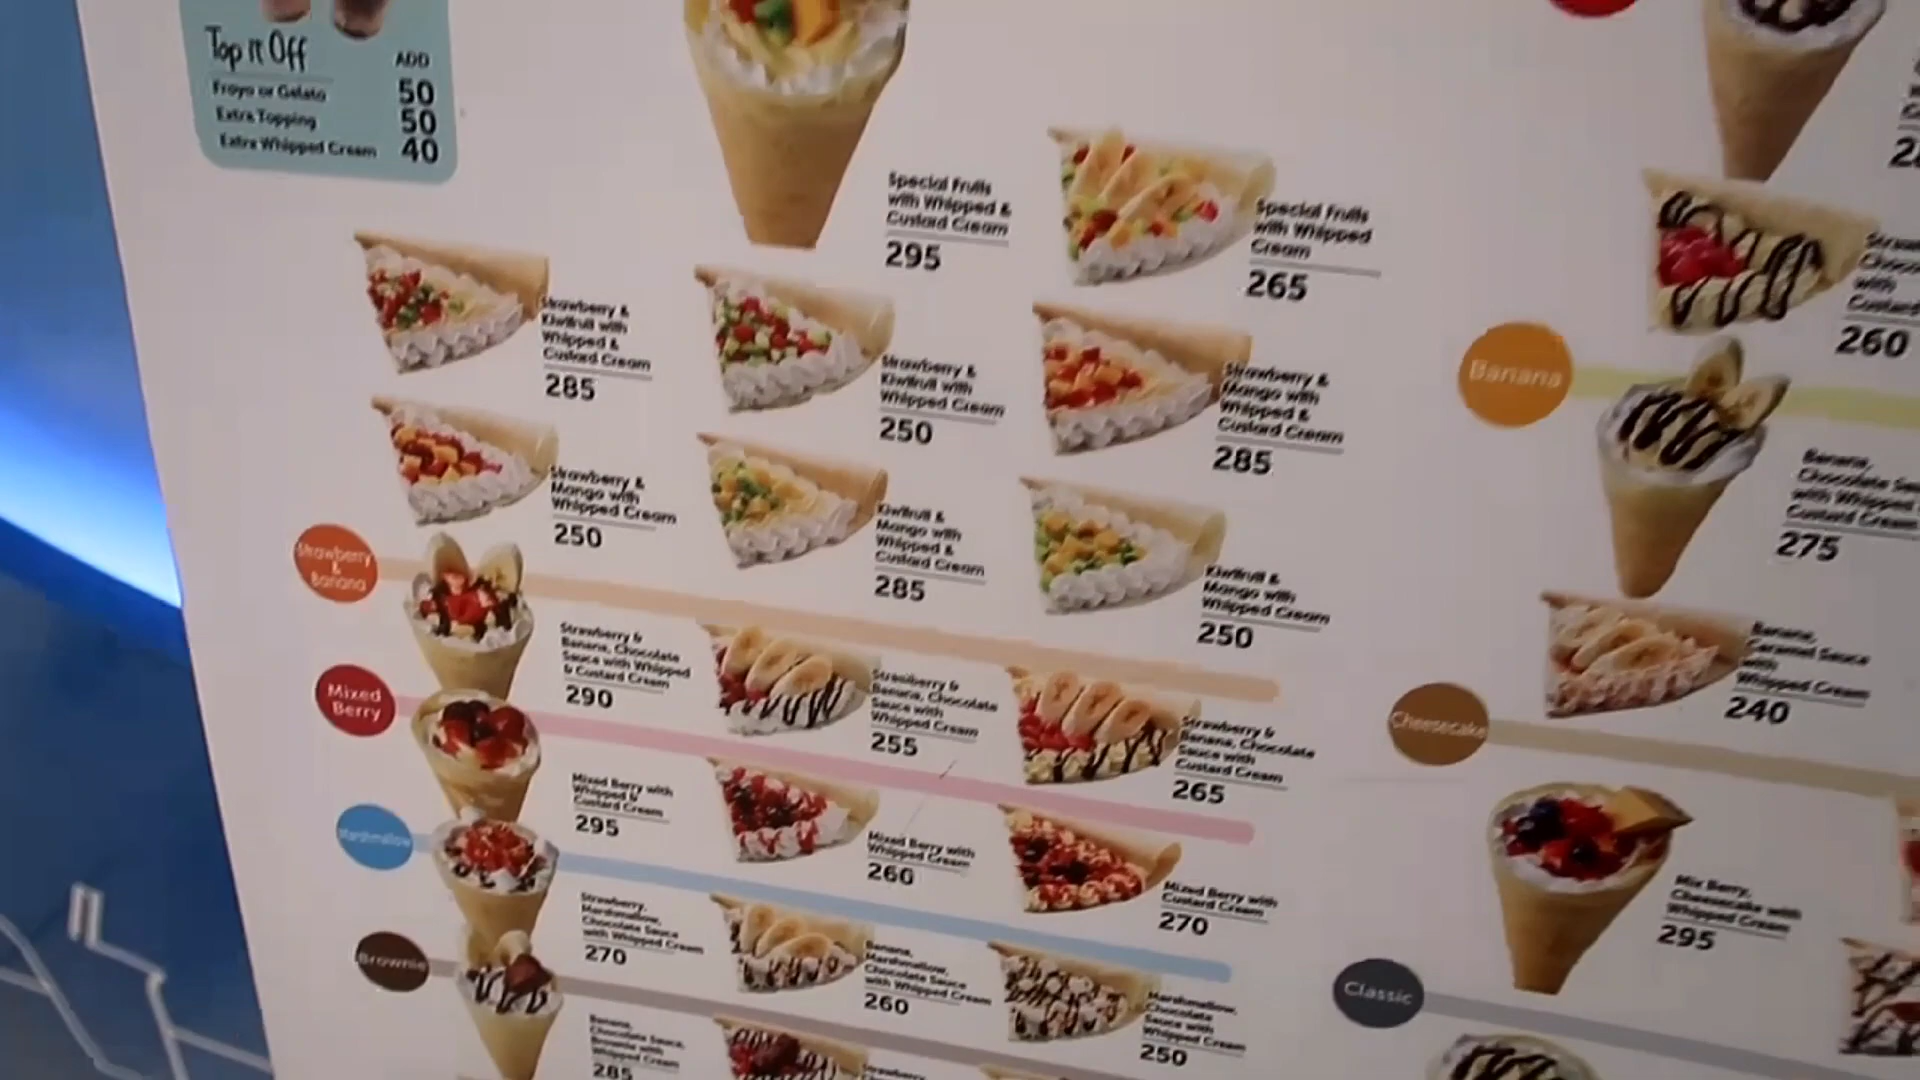 Top it Off
ADD
Froyo or Gelato 50
Extra Topping 50
Extra Whipped Cream 40
Special Fruits
with Whipped &
Custard Cream
295
Special Fruits
with Whipped
Cream
265
Strawberry &
Kiwifruit with
Whipped &
Custard Cream
285
Strawberry &
Kiwifruit with
Whipped Cream
250
Strawberry &
Mango with
Whipped &
Custard Cream
285
Strawberry &
Mango with
Whipped Cream
250
Kiwifruit &
Mango with
Whipped &
Custard Cream
285
Kiwifruit &
Mango with
Whipped Cream
250
Strawberry
&
Banana
Strawberry &
Banana, Chocolate
Sauce with Whipped
& Custard Cream
290
Strawberry &
Banana, Chocolate
Sauce with
Whipped Cream
255
Strawberry &
Banana, Chocolate
Sauce with
Custard Cream
265
Mixed
Berry
Mixed Berry with
Whipped &
Custard Cream
295
Mixed Berry with
Whipped Cream
260
Mixed Berry with
Custard Cream
270
Marshmallow
Strawberry,
Marshmallow,
Chocolate Sauce
with Whipped Cream
270
Banana,
Marshmallow,
Chocolate Sauce
with Whipped Cream
260
Marshmallow,
Chocolate
Sauce with
Whipped Cream
250
Brownie
Banana,
Chocolate Sauce,
Brownie with
Whipped Cream
285
Strawberry
with
260
Banana
Banana,
Chocolate
with Whipped
Custard Cream
275
Banana,
Caramel Sauce
with
Whipped Cream
240
Cheesecake
Mix Berry,
Cheesecake with
Whipped Cream
295
Classic